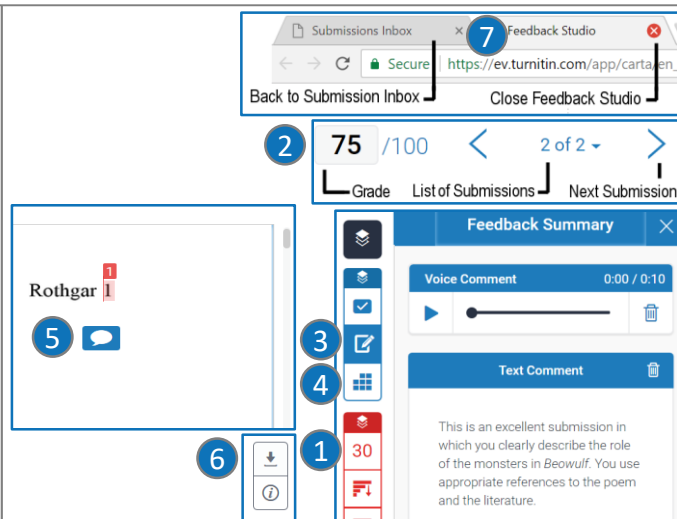 Submissions Inbox ×
7
Feedback Studio
Secure https://ev.turnitin.com/app/carta/en_
Back to Submission Inbox
Close Feedback Studio
2
75 /100
2 of 2
Grade
List of Submissions
Next Submission
Feedback Summary ×
Voice Comment 0:00 / 0:10
1
Rothgar 1
5
3
4
Text Comment
6
1
30
This is an excellent submission in
which you clearly describe the role
of the monsters in Beowulf. You use
appropriate references to the poem
and the literature.